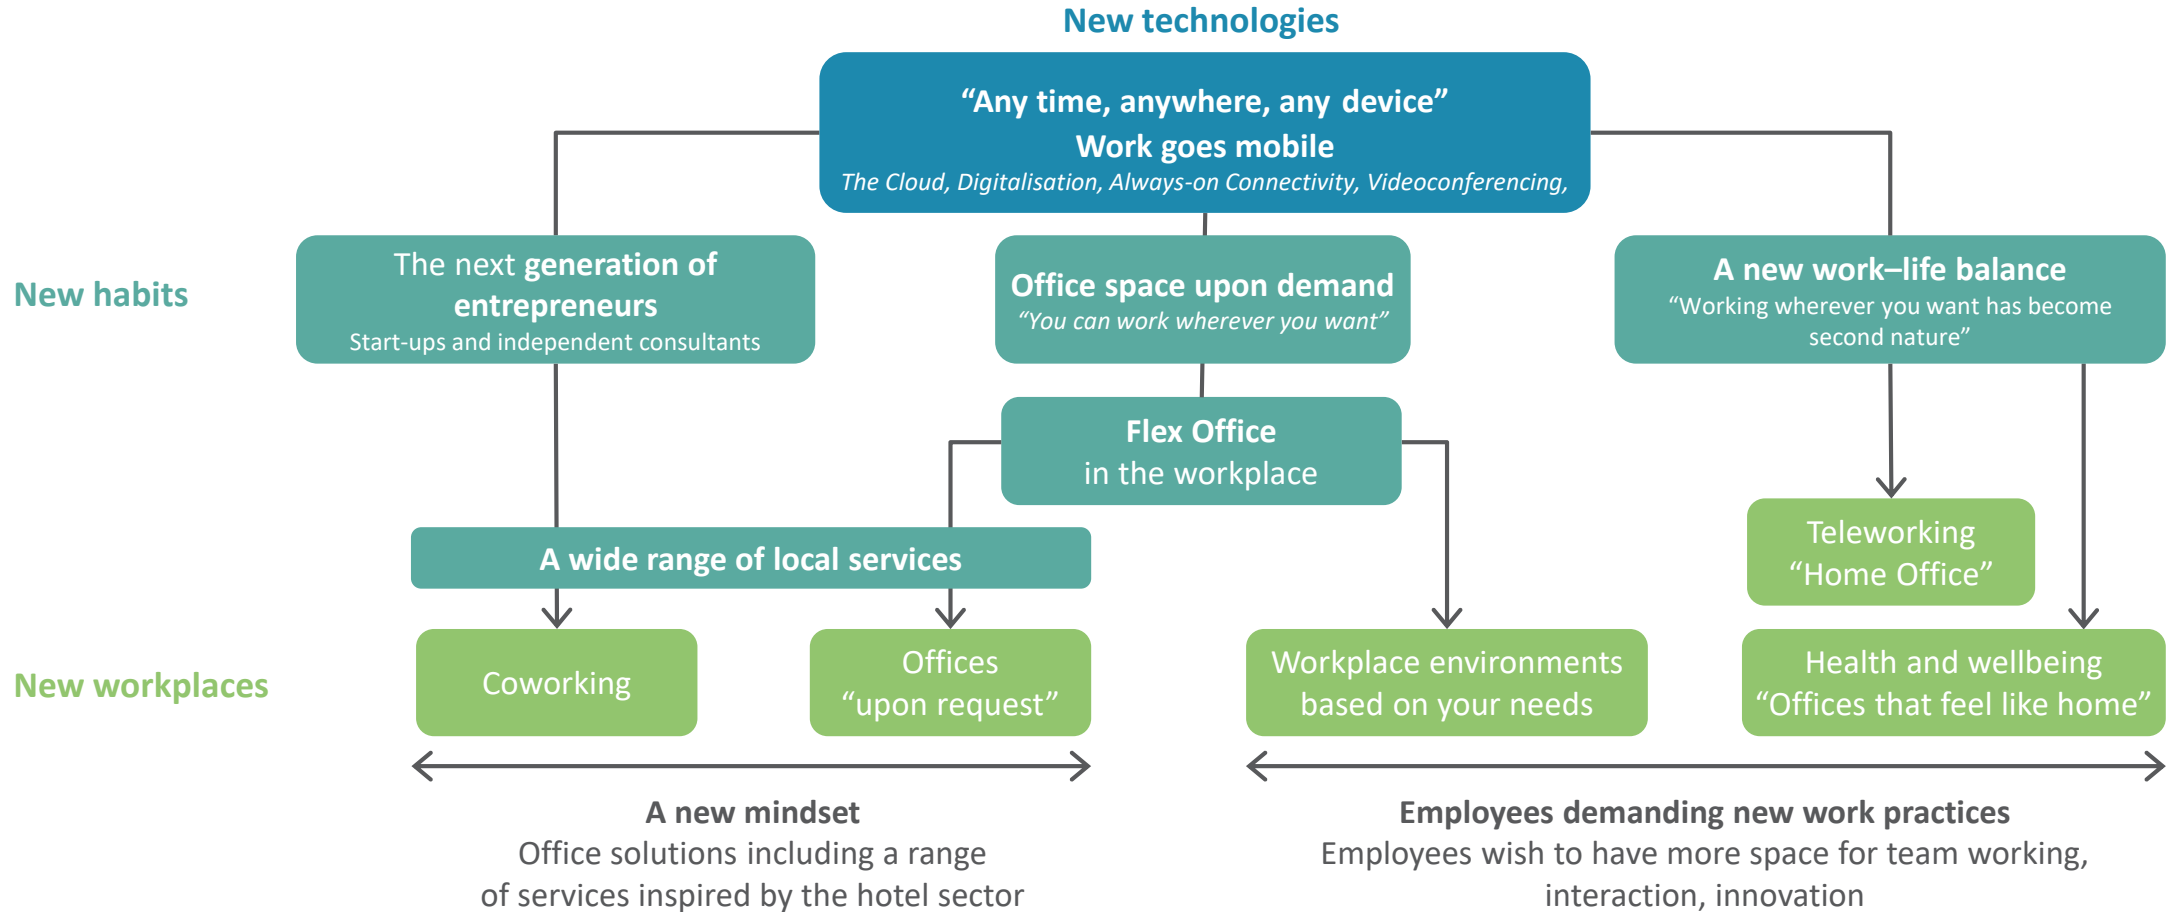 New technologies
“Any time, anywhere, any device”
Work goes mobile
The Cloud, Digitalisation, Always-on Connectivity, Videoconferencing,
New habits
The next generation of
entrepreneurs
Start-ups and independent consultants
Office space upon demand
“You can work wherever you want”
A new work–life balance
“Working wherever you want has become
second nature”
Flex Office
in the workplace
A wide range of local services
Teleworking
“Home Office”
New workplaces
Coworking
Offices
“upon request”
Workplace environments
based on your needs
Health and wellbeing
“Offices that feel like home”
A new mindset
Office solutions including a range
of services inspired by the hotel sector
Employees demanding new work practices
Employees wish to have more space for team working,
interaction, innovation